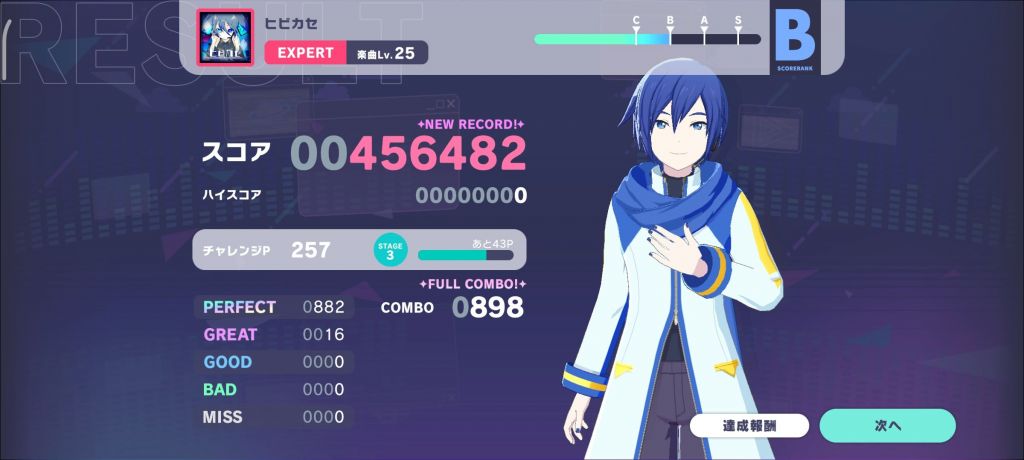 RESULT
ヒビカセ
EXPERT 楽曲Lv.25
C B A S
B
SCORERANK
✦NEW RECORD!✦
スコア 00456482
ハイスコア 00000000
チャレンジP 257 STAGE 3 あと43P
✦FULL COMBO!✦
PERFECT 0882 COMBO 0898
GREAT 0016
GOOD 0000
BAD 0000
MISS 0000
達成報酬 次へ